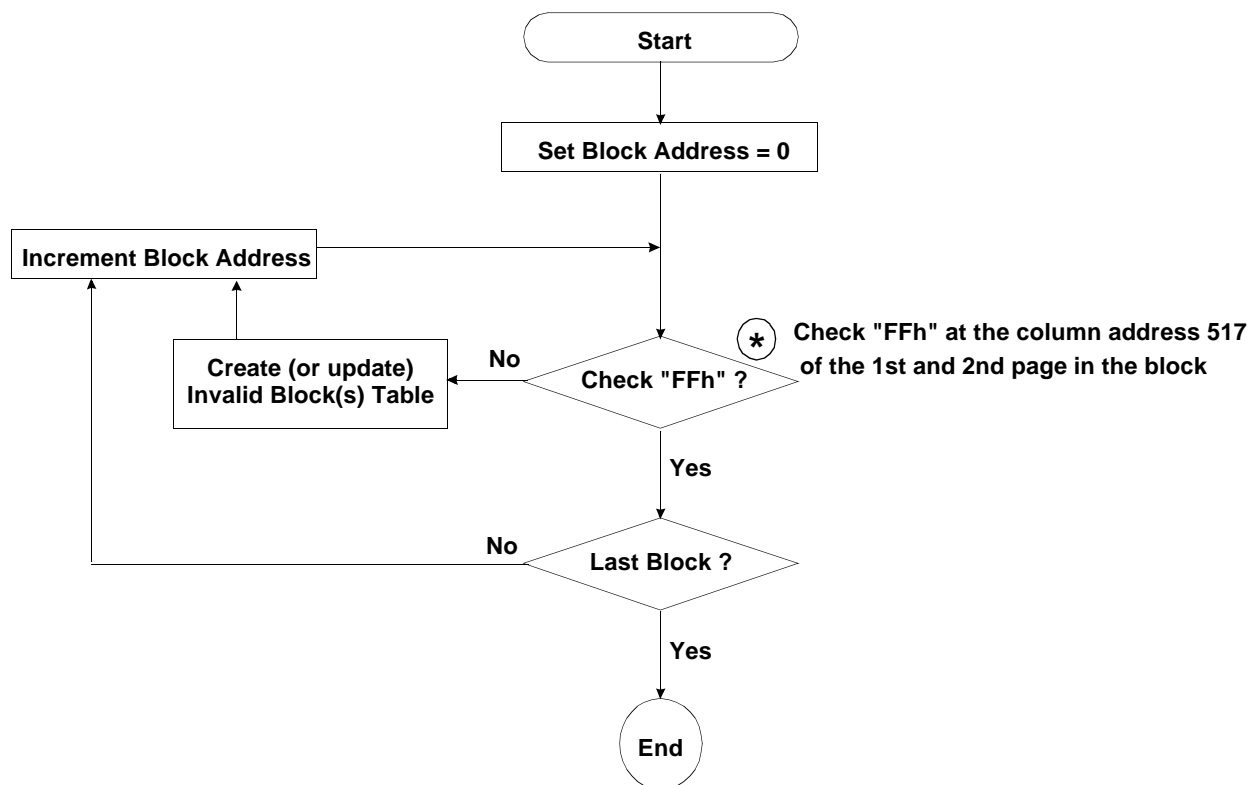 Start
Set Block Address = 0
Increment Block Address
* Check "FFh" at the column address 517
of the 1st and 2nd page in the block
No
Create (or update)
Invalid Block(s) Table
Check "FFh" ?
Yes
No
Last Block ?
Yes
End